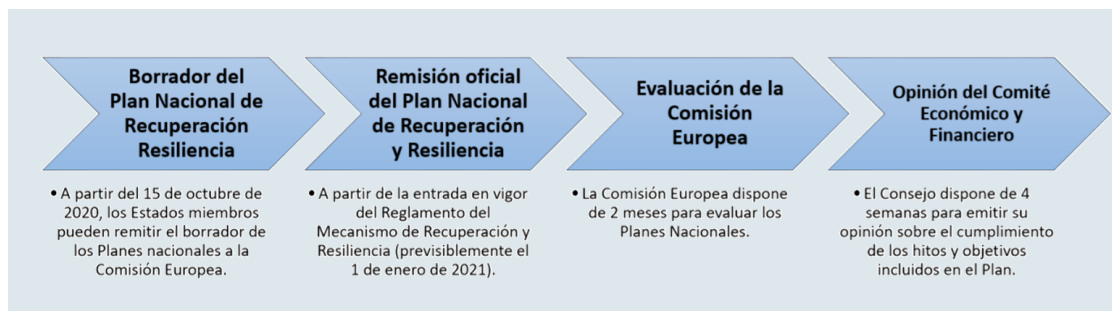 Borrador del
Plan Nacional de
Recuperación
Resiliencia
• A partir del 15 de octubre de
2020, los Estados miembros
pueden remitir el borrador de
los Planes nacionales a la
Comisión Europea.
Remisión oficial
del Plan Nacional
de Recuperación
y Resiliencia
• A partir de la entrada en vigor
del Reglamento del
Mecanismo de Recuperación y
Resiliencia (previsiblemente el
1 de enero de 2021).
Evaluación de la
Comisión
Europea
• La Comisión Europea dispone
de 2 meses para evaluar los
Planes Nacionales.
Opinión del Comité
Económico y
Financiero
• El Consejo dispone de 4
semanas para emitir su
opinión sobre el cumplimiento
de los hitos y objetivos
incluidos en el Plan.